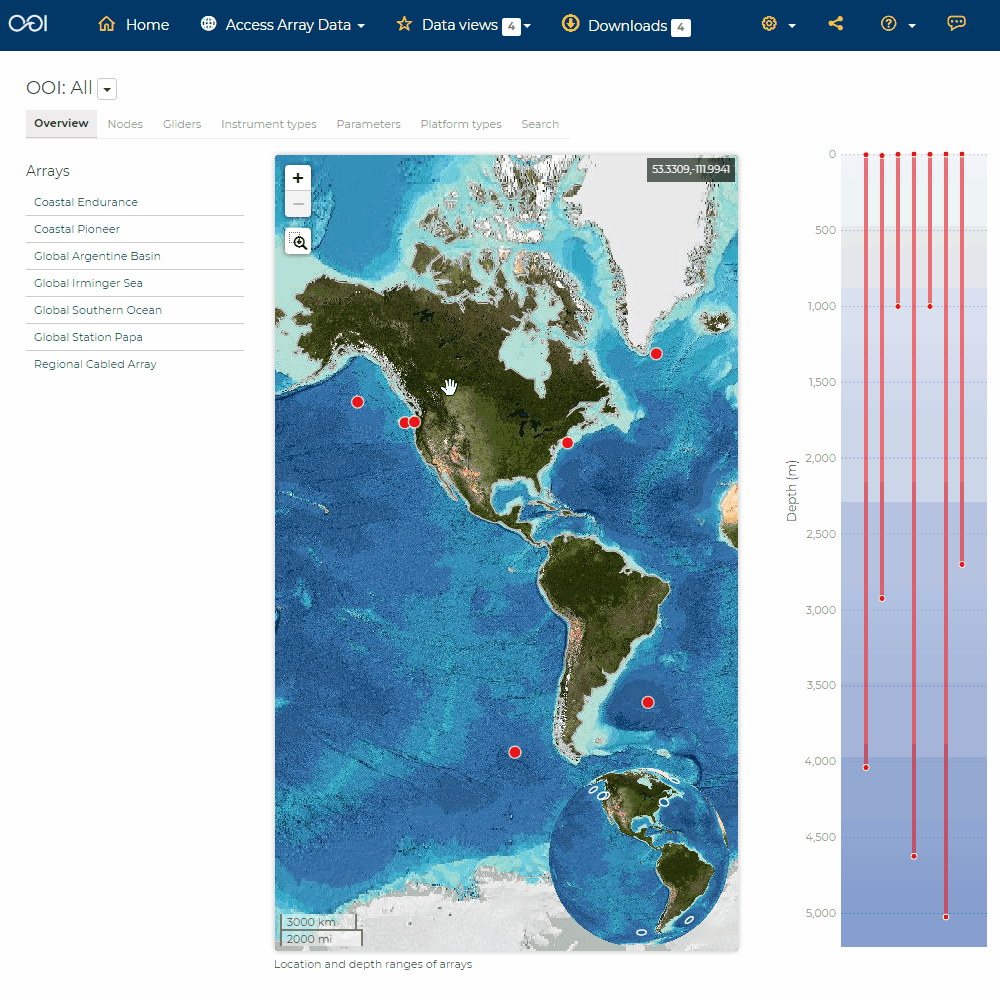 OOI Home Access Array Data Data views 4 Downloads 4
OOI: All
Overview Nodes Gliders Instrument types Parameters Platform types Search
Arrays
Coastal Endurance
Coastal Pioneer
Global Argentine Basin
Global Irminger Sea
Global Southern Ocean
Global Station Papa
Regional Cabled Array
+
−
53.3309,-111.9941
3000 km
2000 mi
Location and depth ranges of arrays
Depth (m)
0
500
1,000
1,500
2,000
2,500
3,000
3,500
4,000
4,500
5,000